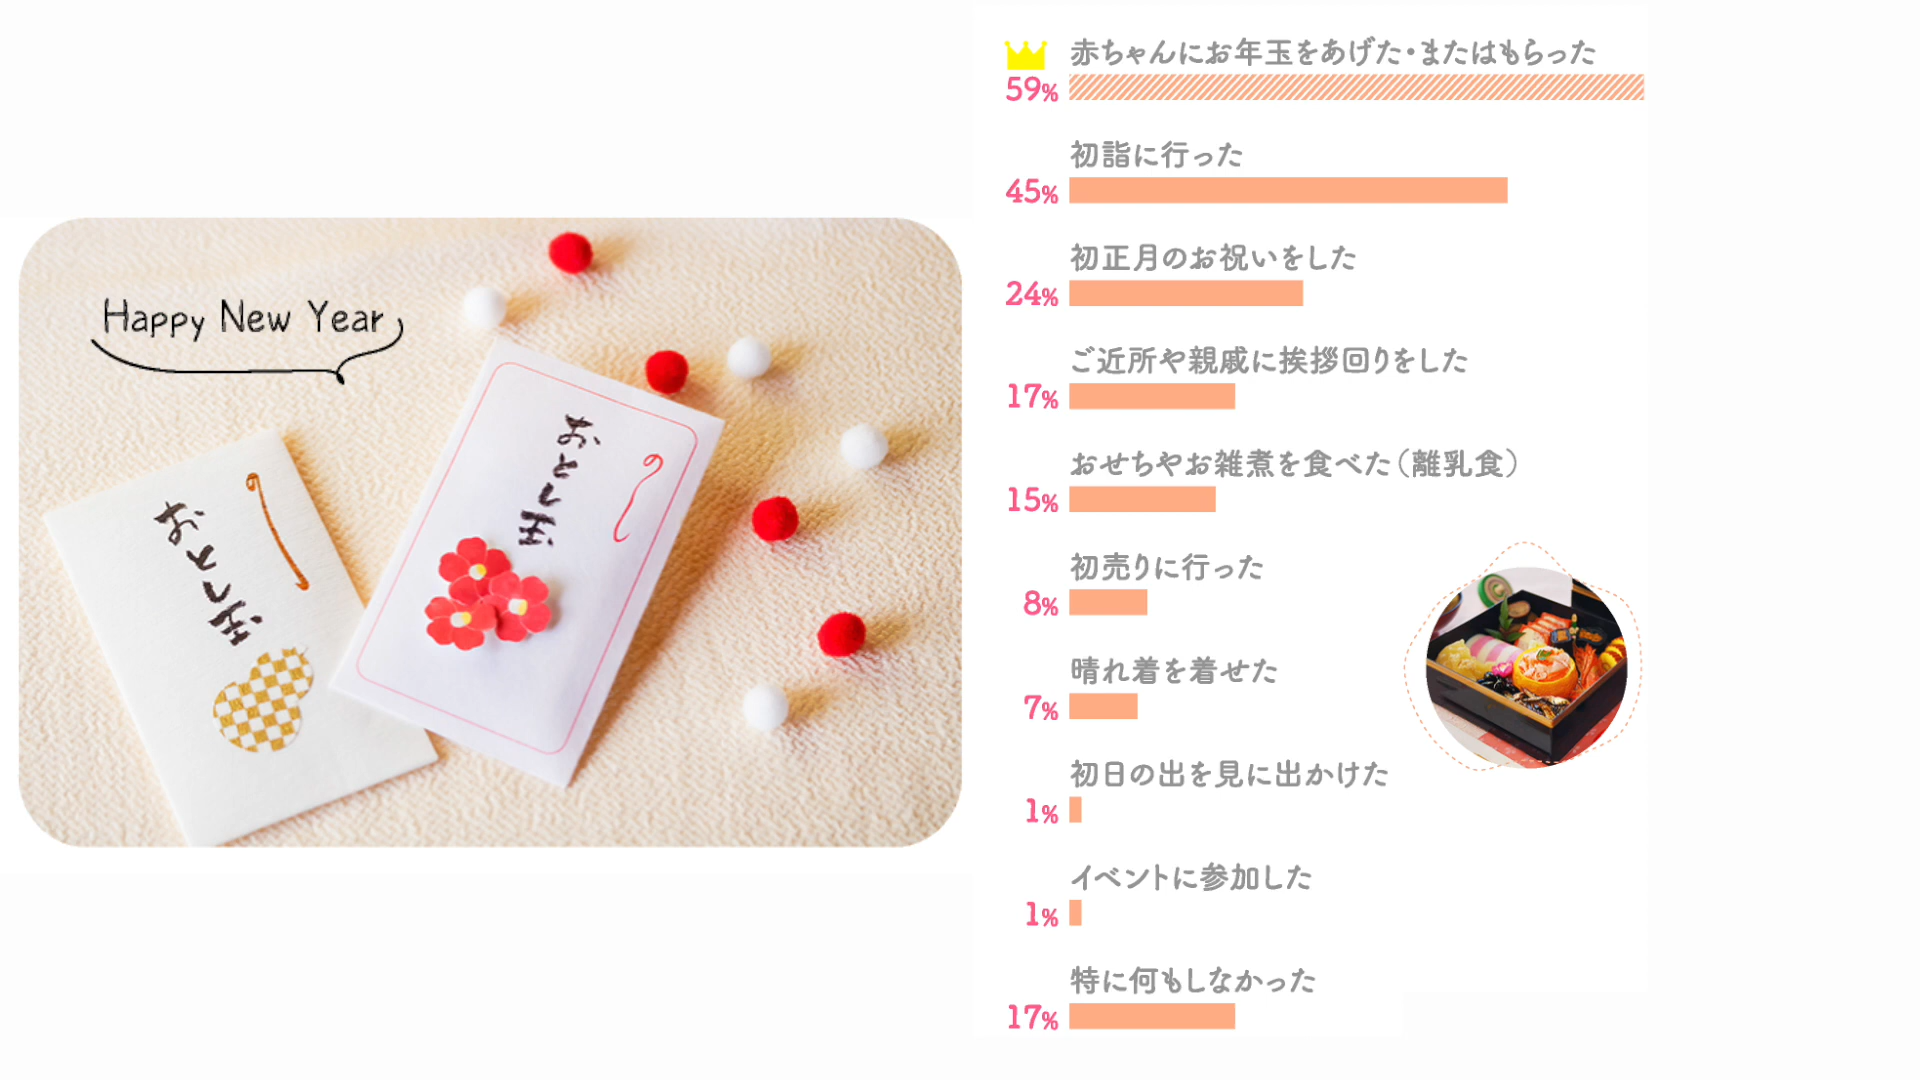 Happy New Year
おとし玉
おとし玉
赤ちゃんにお年玉をあげた・またはもらった
59%
初詣に行った
45%
初正月のお祝いをした
24%
ご近所や親戚に挨拶回りをした
17%
おせちやお雑煮を食べた（離乳食）
15%
初売りに行った
8%
晴れ着を着せた
7%
初日の出を見に出かけた
1%
イベントに参加した
1%
特に何もしなかった
17%